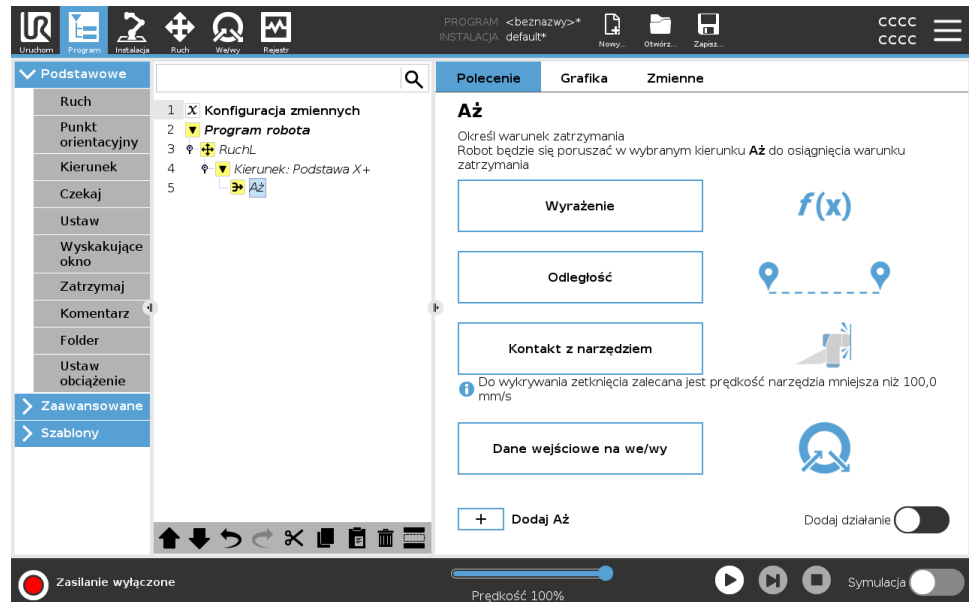 UR
PROGRAM <beznazwy>*
INSTALACJA default*
cccc
cccc
Uruchom
Program
Instalacja
Ruch
We/wy
Rejestr
Nowy...
Otwórz...
Zapisz...
Podstawowe
Ruch
Punkt
orientacyjny
Kierunek
Czekaj
Ustaw
Wyskakujące
okno
Zatrzymaj
Komentarz
Folder
Ustaw
obciążenie
Zaawansowane
Szablony
1 X Konfiguracja zmiennych
2 Program robota
3 RuchL
4 Kierunek: Podstawa X+
5 Aż
Polecenie
Grafika
Zmienne
Aż
Określ warunek zatrzymania
Robot będzie się poruszać w wybranym kierunku Aż do osiągnięcia warunku
zatrzymania
Wyrażenie
f(x)
Odległość
Kontakt z narzędziem
Do wykrywania zetknięcia zalecana jest prędkość narzędzia mniejsza niż 100,0
mm/s
Dane wejściowe na we/wy
+ Dodaj Aż
Dodaj działanie
Zasilanie wyłączone
Prędkość 100%
Symulacja